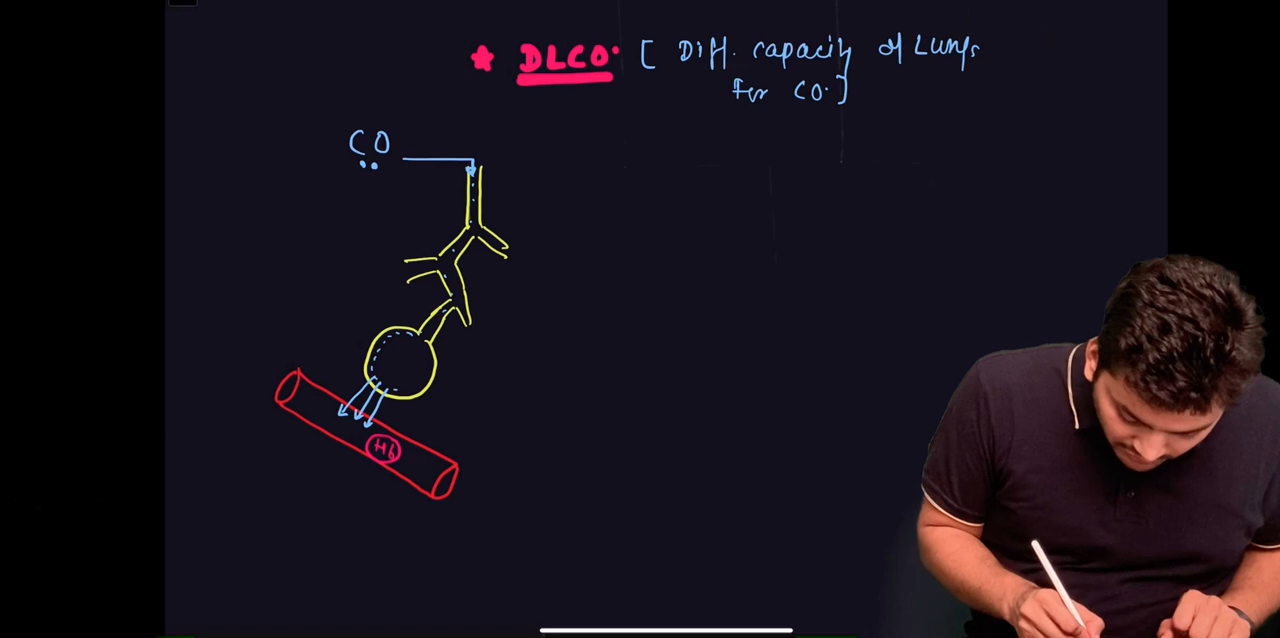 ★ DLCO. [ Diff. capacity of Lungs
for CO. ]
CO
Hb